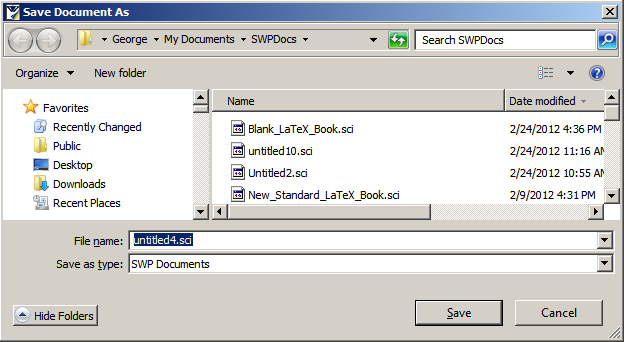 Save Document As
George My Documents SWPDocs
Search SWPDocs
Organize New folder
Favorites
Recently Changed
Public
Desktop
Downloads
Recent Places
Name Date modified
Blank_LaTeX_Book.sci 2/24/2012 4:36 PM
untitled10.sci 2/24/2012 11:16 AM
Untitled2.sci 2/24/2012 10:55 AM
New_Standard_LaTeX_Book.sci 2/9/2012 4:31 PM
File name: untitled4.sci
Save as type: SWP Documents
Hide Folders Save Cancel